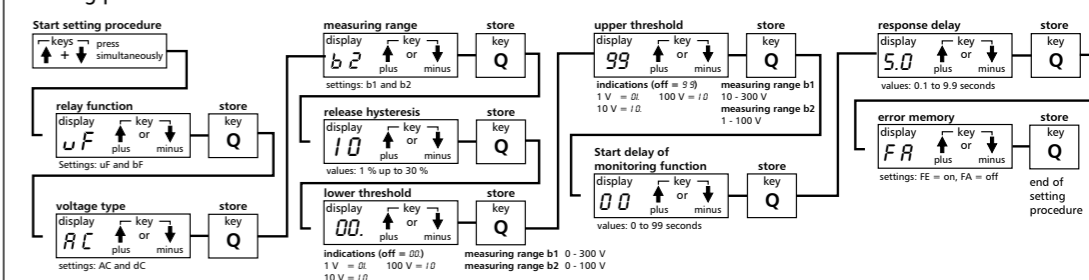 Start setting procedure
keys
↑ + ↓ press simultaneously
relay function
store
display key or
uF
plus minus
key
Q
Settings: uF and bF
voltage type
store
display key or
AC
plus minus
key
Q
settings: AC and dC
measuring range
store
display key or
b2
plus minus
key
Q
settings: b1 and b2
release hysteresis
store
display key or
10
plus minus
key
Q
values: 1 % up to 30 %
lower threshold
store
display key or
00.
plus minus
key
Q
indications (off = 00.)
1 V = 01. 100 V = 10
10 V = 10.
measuring range b1 0 - 300 V
measuring range b2 0 - 100 V
upper threshold
store
display key or
99
plus minus
key
Q
indications (off = 99)
1 V = 01. 100 V = 10
10 V = 10.
measuring range b1
10 - 300 V
measuring range b2
1 - 100 V
Start delay of
monitoring function
store
display key or
00
plus minus
key
Q
values: 0 to 99 seconds
response delay
store
display key or
5.0
plus minus
key
Q
values: 0.1 to 9.9 seconds
error memory
store
display key or
FA
plus minus
key
Q
settings: FE = on, FA = off
end of
setting
procedure